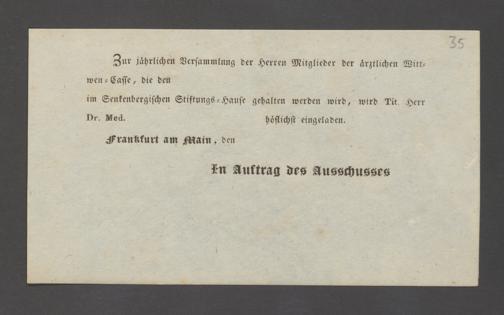 35
Zur jährlichen Versammlung der Herren Mitglieder der ärztlichen Witt-
wen-Casse, die den
im Senkenbergischen Stiftungs-Hause gehalten werden wird, wird Tit. Herr
Dr. Med. höflichst eingeladen.
Frankfurt am Main, den
In Auftrag des Ausschusses